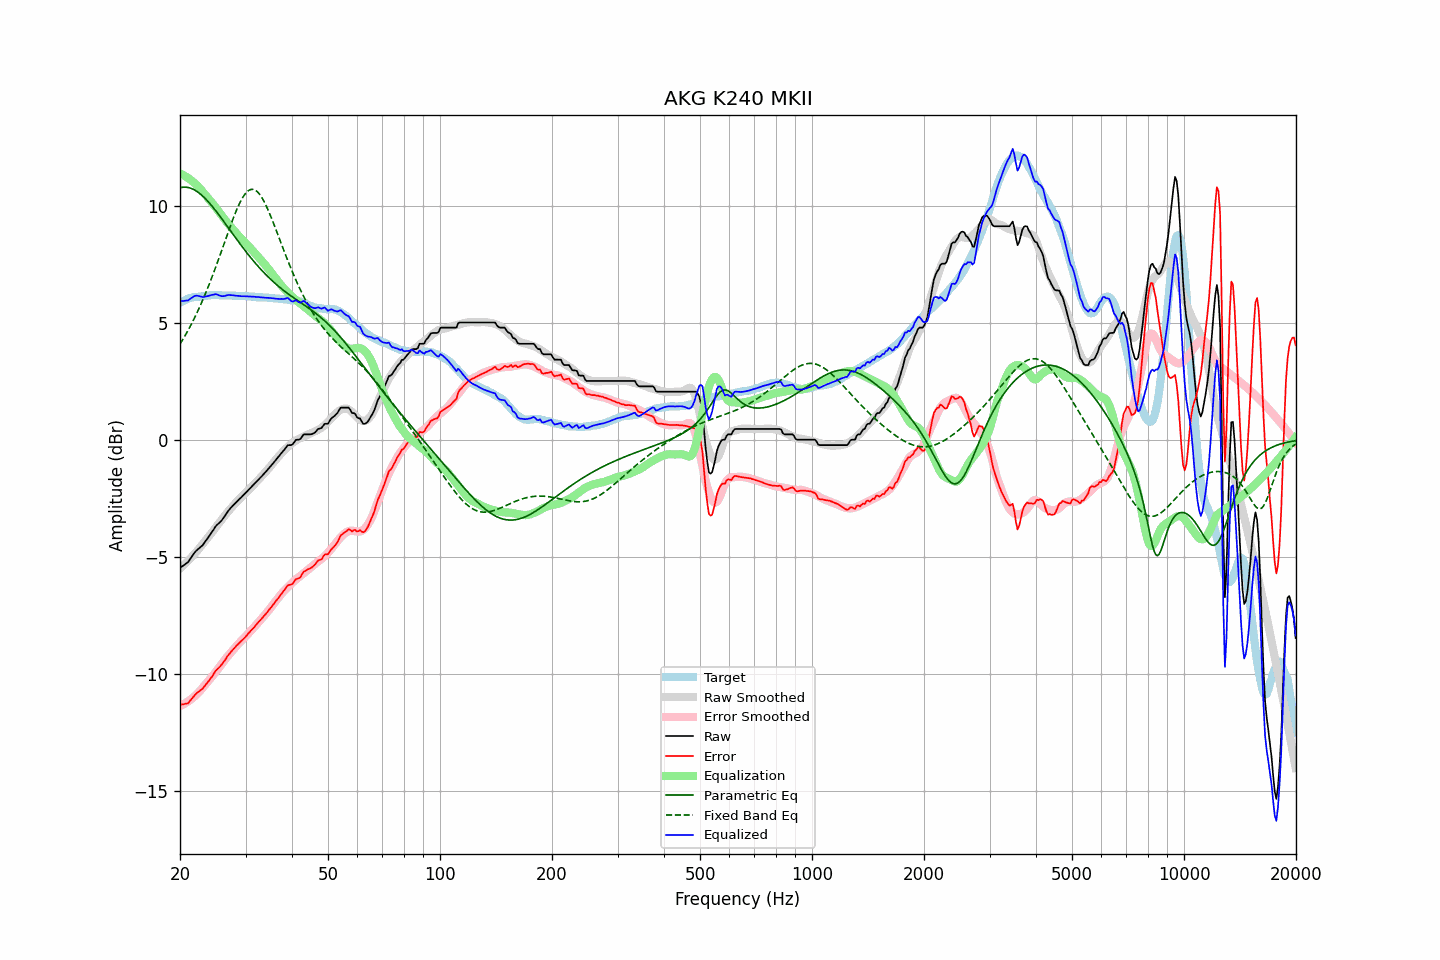 AKG K240 MKII
Amplitude (dBr)
10
5
0
−5
−10
−15
Target
Raw Smoothed
Error Smoothed
Raw
Error
Equalization
Parametric Eq
Fixed Band Eq
Equalized
20 50 100 200 500 1000 2000 5000 10000 20000
Frequency (Hz)